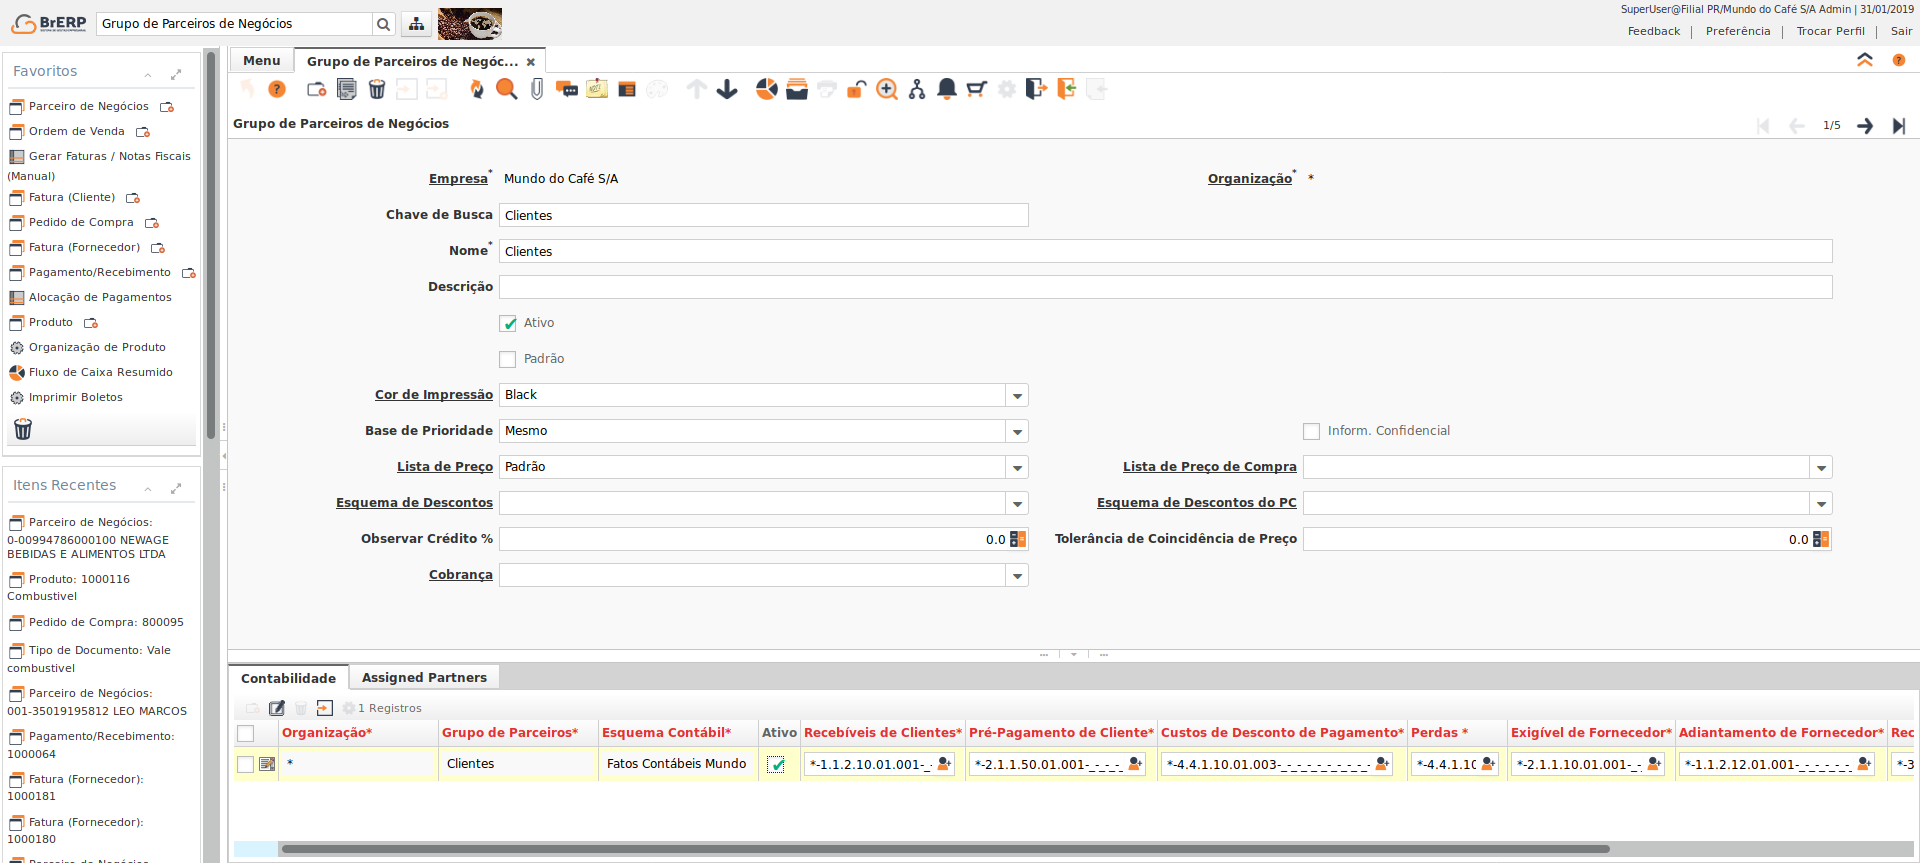 BrERP
Grupo de Parceiros de Negócios
SuperUser@Filial PR/Mundo do Café S/A Admin | 31/01/2019
Feedback | Preferência | Trocar Perfil | Sair
Favoritos
Parceiro de Negócios
Ordem de Venda
Gerar Faturas / Notas Fiscais
(Manual)
Fatura (Cliente)
Pedido de Compra
Fatura (Fornecedor)
Pagamento/Recebimento
Alocação de Pagamentos
Produto
Organização de Produto
Fluxo de Caixa Resumido
Imprimir Boletos
Itens Recentes
Parceiro de Negócios:
0-00994786000100 NEWAGE
BEBIDAS E ALIMENTOS LTDA
Produto: 1000116
Combustivel
Pedido de Compra: 800095
Tipo de Documento: Vale
combustivel
Parceiro de Negócios:
001-35019195812 LEO MARCOS
Pagamento/Recebimento:
1000064
Fatura (Fornecedor):
1000181
Fatura (Fornecedor):
1000180
Menu
Grupo de Parceiros de Negóc...
Grupo de Parceiros de Negócios
1/5
Empresa* Mundo do Café S/A
Organização* *
Chave de Busca Clientes
Nome* Clientes
Descrição
Ativo
Padrão
Cor de Impressão Black
Base de Prioridade Mesmo
Inform. Confidencial
Lista de Preço Padrão
Lista de Preço de Compra
Esquema de Descontos
Esquema de Descontos do PC
Observar Crédito % 0.0
Tolerância de Coincidência de Preço 0.0
Cobrança
Contabilidade
Assigned Partners
1 Registros
Organização* Grupo de Parceiros* Esquema Contábil* Ativo Recebíveis de Clientes* Pré-Pagamento de Cliente* Custos de Desconto de Pagamento* Perdas * Exigível de Fornecedor* Adiantamento de Fornecedor* Rec
* Clientes Fatos Contábeis Mundo *-1.1.2.10.01.001-_- *-2.1.1.50.01.001-_-_-_-_ *-4.4.1.10.01.003-_-_-_-_-_-_-_-_-_-_ *-4.4.1.10 *-2.1.1.10.01.001-_-_ *-1.1.2.12.01.001-_-_-_-_-_-_ *-3